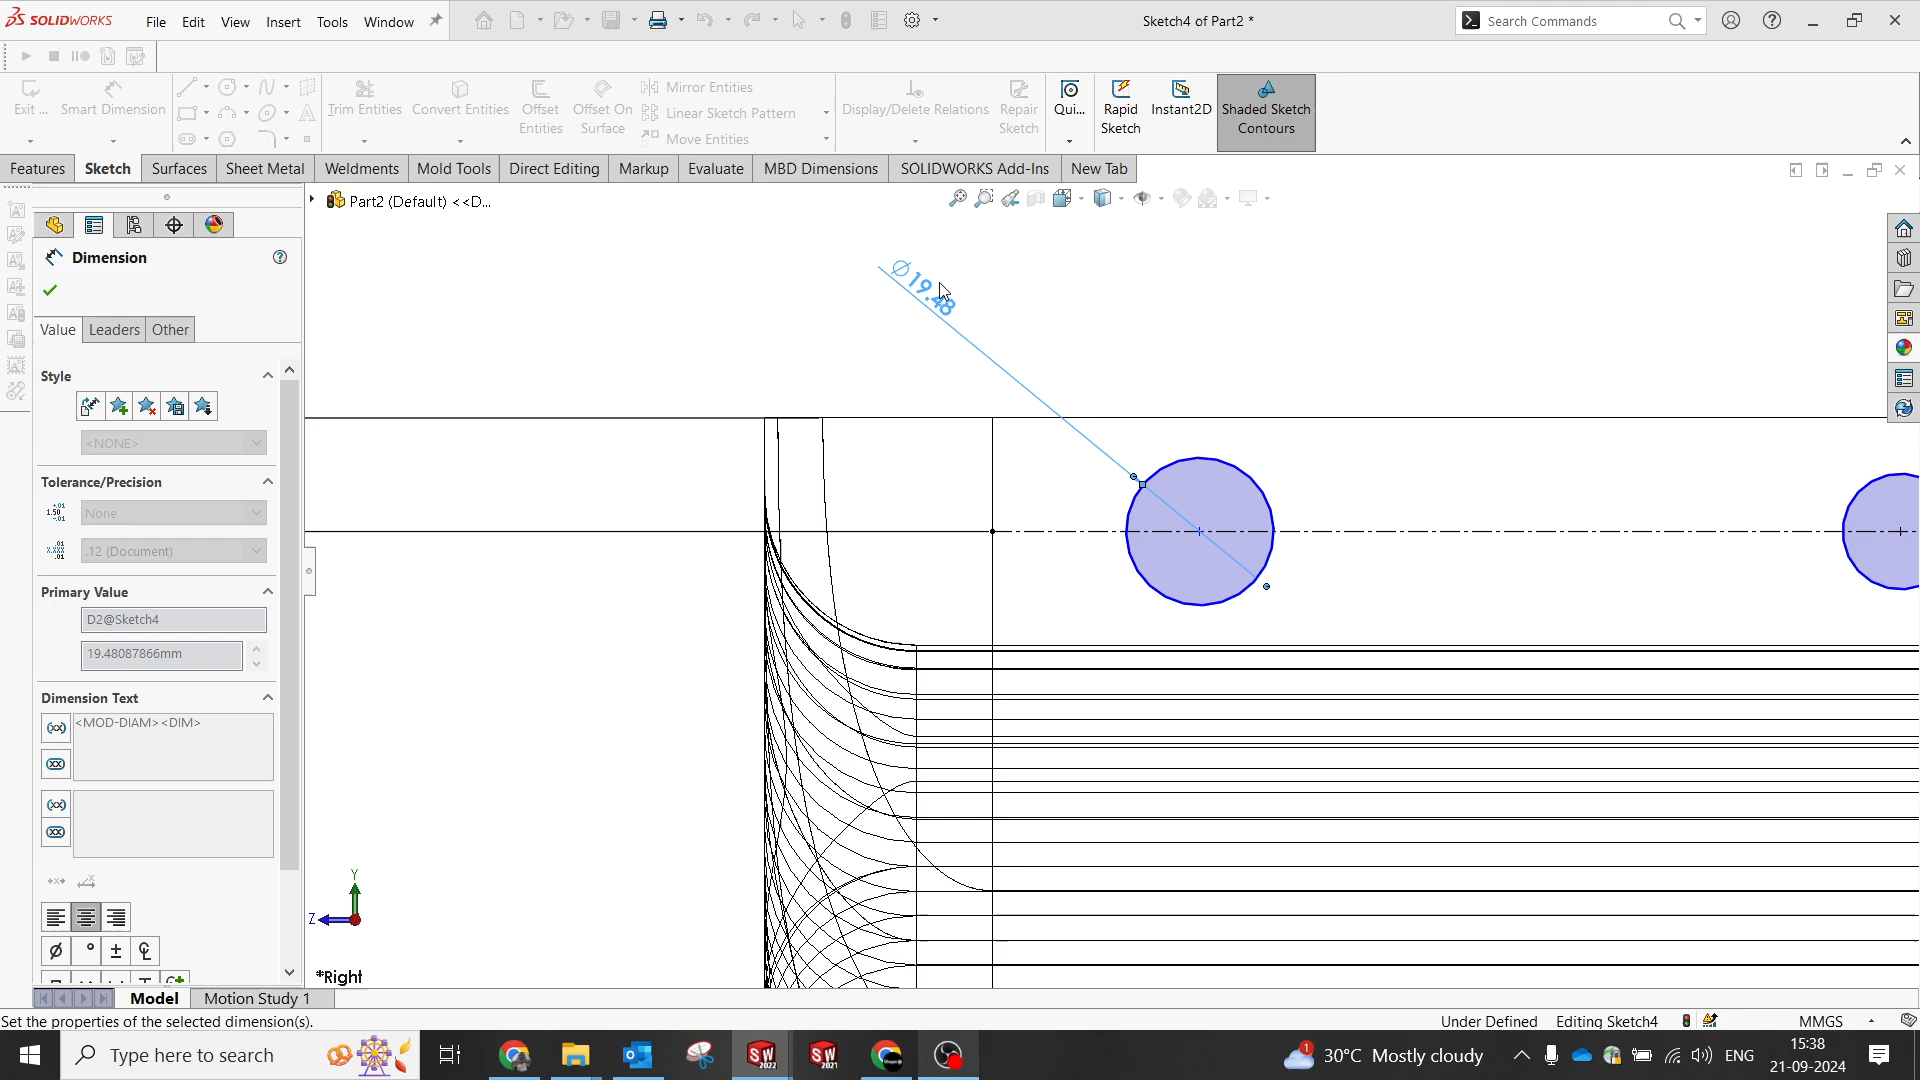 SOLIDWORKS File Edit View Insert Tools Window Sketch4 of Part2 * Search Commands
Exit ... Smart Dimension Trim Entities Convert Entities Offset Entities Offset On Surface Mirror Entities Linear Sketch Pattern Move Entities Display/Delete Relations Repair Sketch Qui... Rapid Sketch Instant2D Shaded Sketch Contours
Features Sketch Surfaces Sheet Metal Weldments Mold Tools Direct Editing Markup Evaluate MBD Dimensions SOLIDWORKS Add-Ins New Tab
Part2 (Default) <<D...
Dimension
Value Leaders Other
Style
<NONE>
Tolerance/Precision
None
.12 (Document)
Primary Value
D2@Sketch4
19.48087866mm
Dimension Text
<MOD-DIAM><DIM>
∅19.48
Y
Z
*Right
Model Motion Study 1
Set the properties of the selected dimension(s). Under Defined Editing Sketch4 MMGS
Type here to search
SW 2022
SW 2021
1
30°C Mostly cloudy
ENG
15:38
21-09-2024